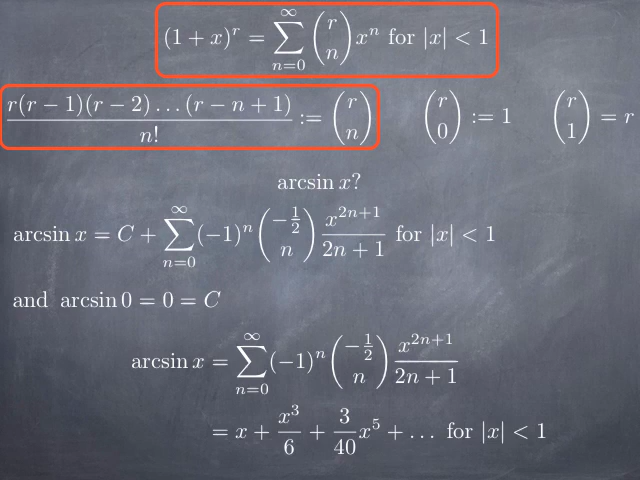 (1 + x)^r = \sum_{n=0}^{\infty} \binom{r}{n} x^n for |x| < 1
\frac{r(r − 1)(r − 2) … (r − n + 1)}{n!} := \binom{r}{n} \binom{r}{0} := 1 \binom{r}{1} = r
arcsin x?
arcsin x = C + \sum_{n=0}^{\infty} (−1)^n \binom{−\frac{1}{2}}{n} \frac{x^{2n+1}}{2n + 1} for |x| < 1
and arcsin 0 = 0 = C
arcsin x = \sum_{n=0}^{\infty} (−1)^n \binom{−\frac{1}{2}}{n} \frac{x^{2n+1}}{2n + 1}
= x + \frac{x^3}{6} + \frac{3}{40} x^5 + … for |x| < 1